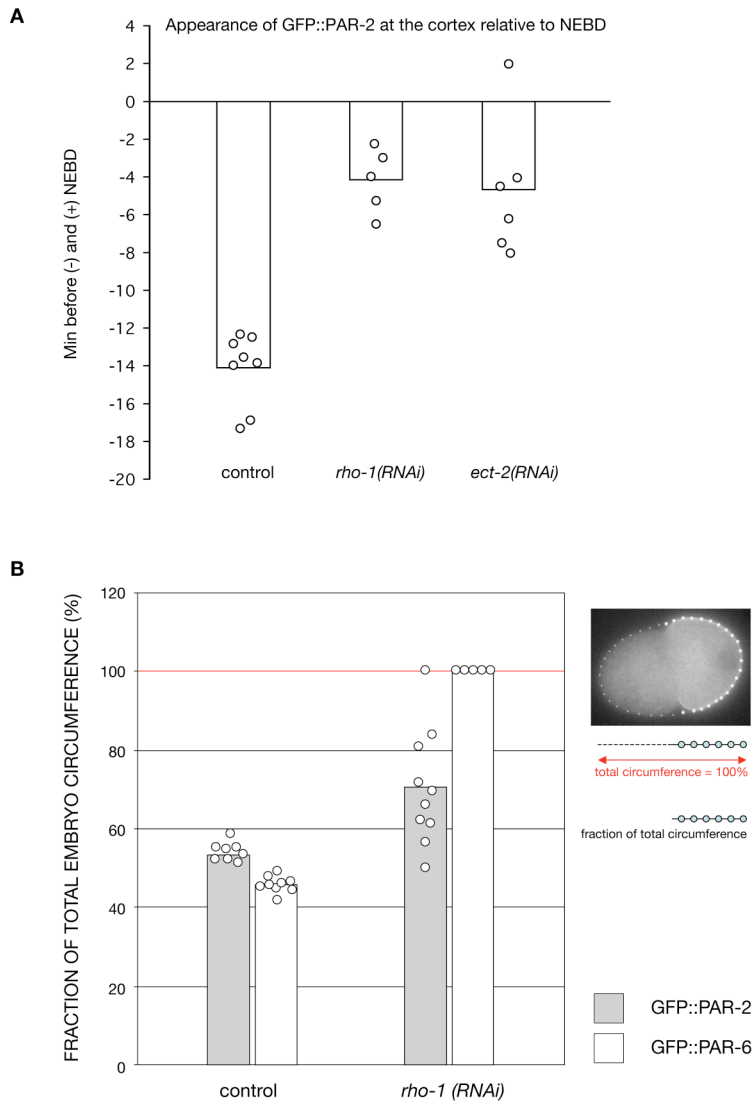 A
Appearance of GFP::PAR-2 at the cortex relative to NEBD
Min before (-) and (+) NEBD
4
2
0
-2
-4
-6
-8
-10
-12
-14
-16
-18
-20
control
rho-1(RNAi)
ect-2(RNAi)
B
FRACTION OF TOTAL EMBRYO CIRCUMFERENCE (%)
120
100
80
60
40
20
0
control
rho-1 (RNAi)
total circumference = 100%
fraction of total circumference
GFP::PAR-2
GFP::PAR-6